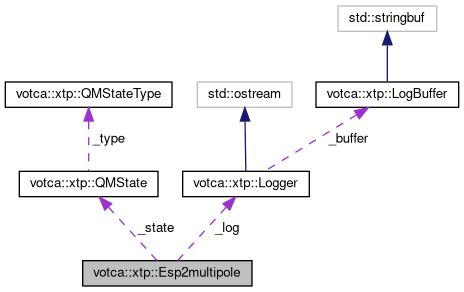 std::stringbuf
votca::xtp::QMStateType
std::ostream
votca::xtp::LogBuffer
_type
_buffer
votca::xtp::QMState
votca::xtp::Logger
_state
_log
votca::xtp::Esp2multipole